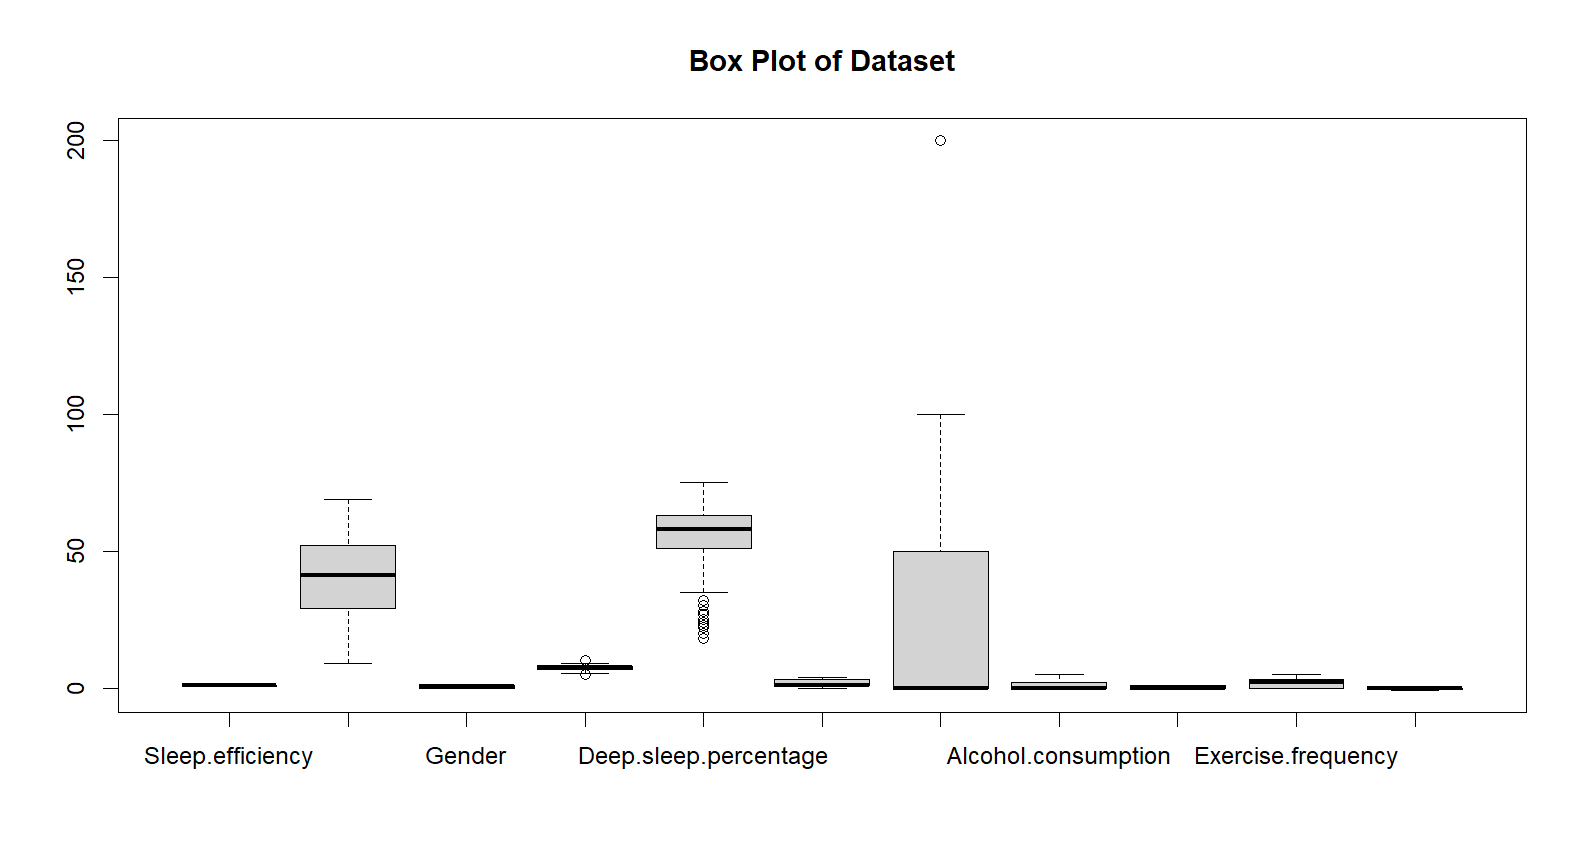 Box Plot of Dataset
200
150
100
50
0
Sleep.efficiency Gender Deep.sleep.percentage Alcohol.consumption Exercise.frequency